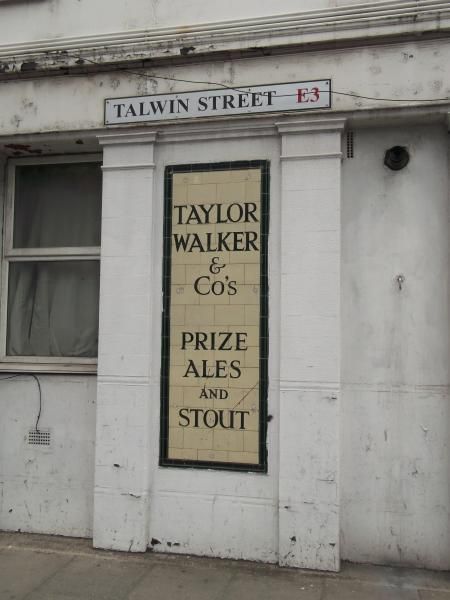 TALWIN STREET E3
TAYLOR
WALKER
&
Co's
PRIZE
ALES
AND
STOUT